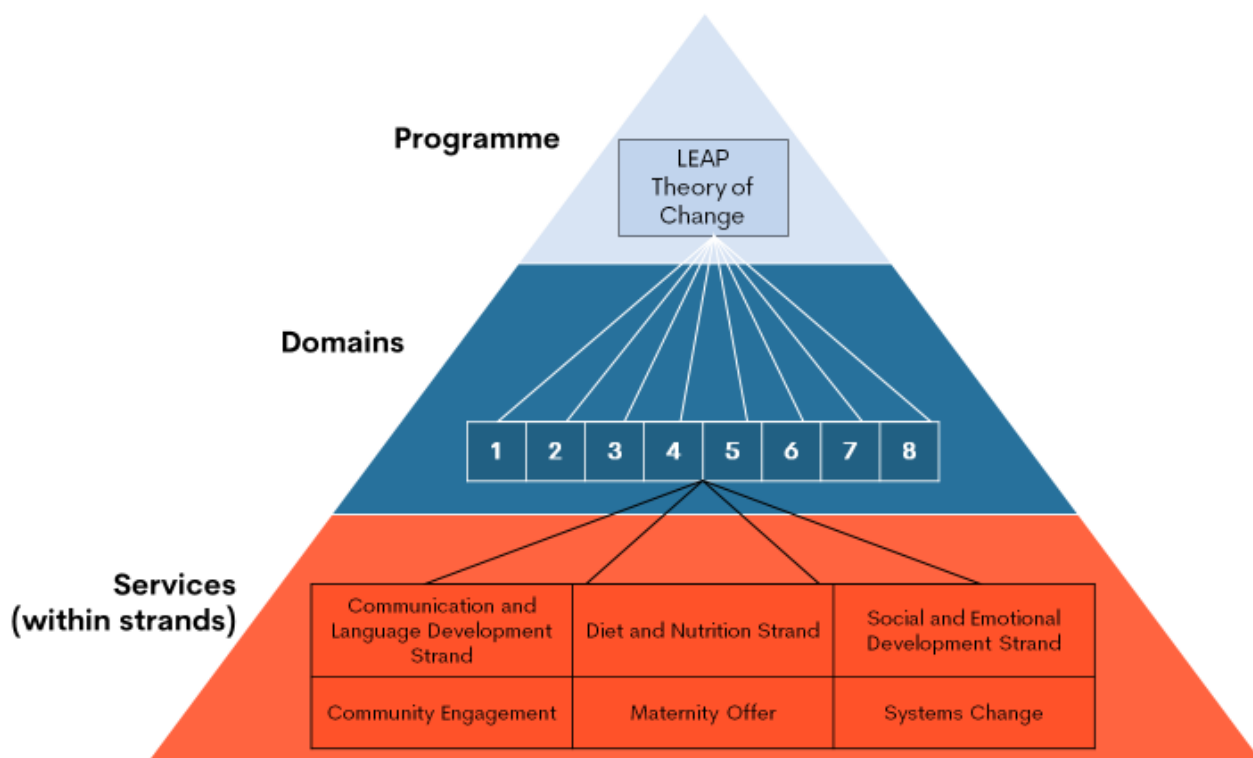 Programme
LEAP
Theory of
Change
Domains
1 2 3 4 5 6 7 8
Services
(within strands)
Communication and
Language Development
Strand
Diet and Nutrition Strand
Social and Emotional
Development Strand
Community Engagement
Maternity Offer
Systems Change